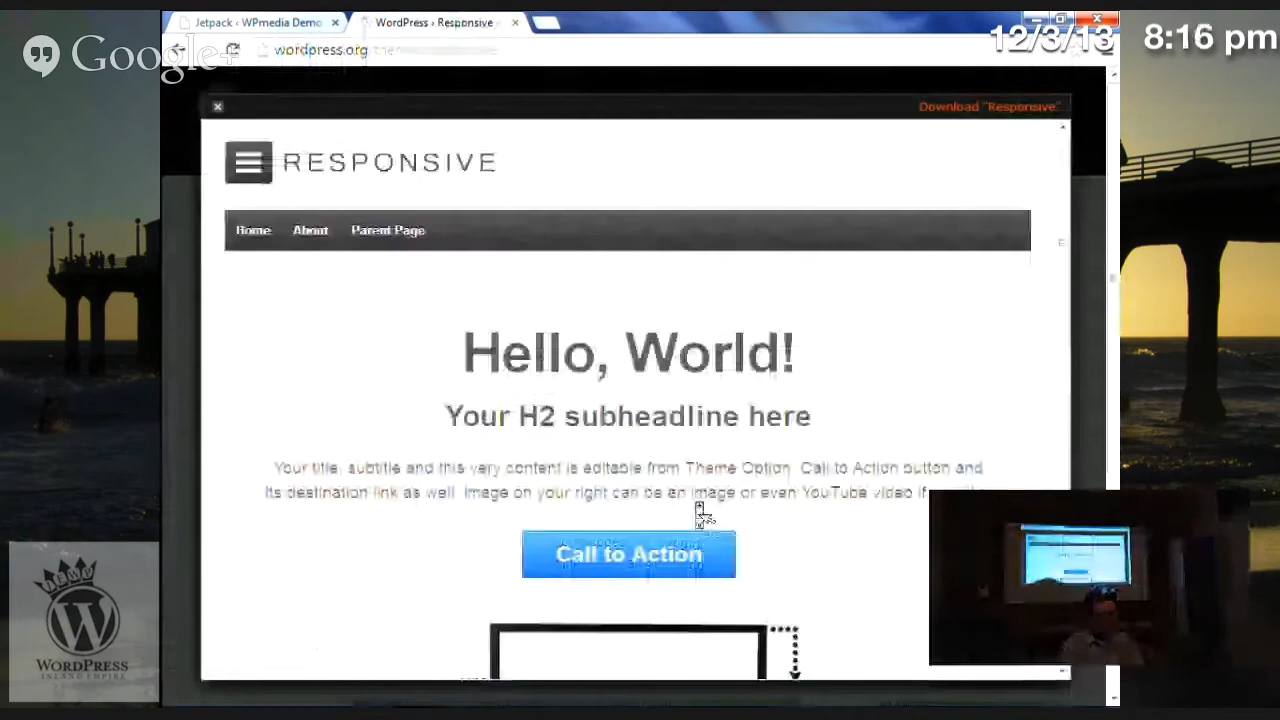 Jetpack ‹ WPmedia Demo
WordPress › Responsive
wordpress.org
Google+
12/3/13 8:16 pm
Download "Responsive"
RESPONSIVE
Home About Parent Page
Hello, World!
Your H2 subheadline here
Your title, subtitle and this very content is editable from Theme Option. Call to Action button and
its destination link as well. Image on your right can be an image or even YouTube video if
Call to Action
IEWP
W
WORDPRESS
INLAND EMPIRE